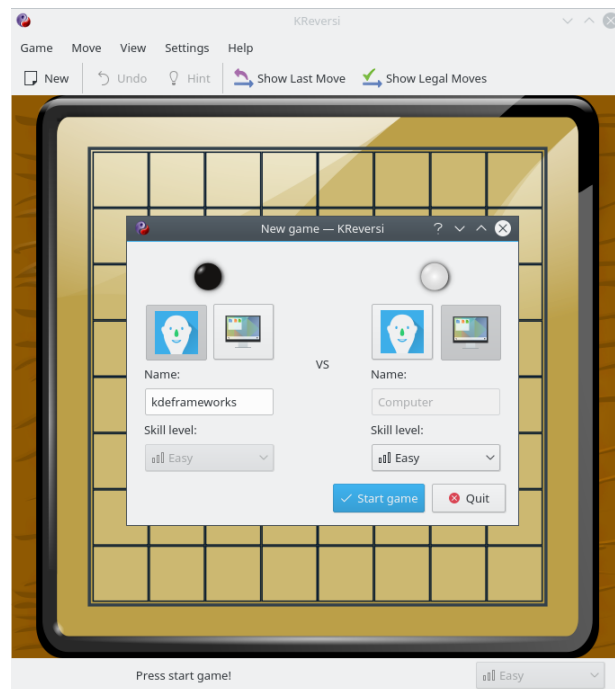 KReversi
Game Move View Settings Help
New Undo Hint Show Last Move Show Legal Moves
New game — KReversi ?
VS
Name: Name:
kdeframeworks Computer
Skill level: Skill level:
Easy Easy
Start game Quit
Press start game! Easy